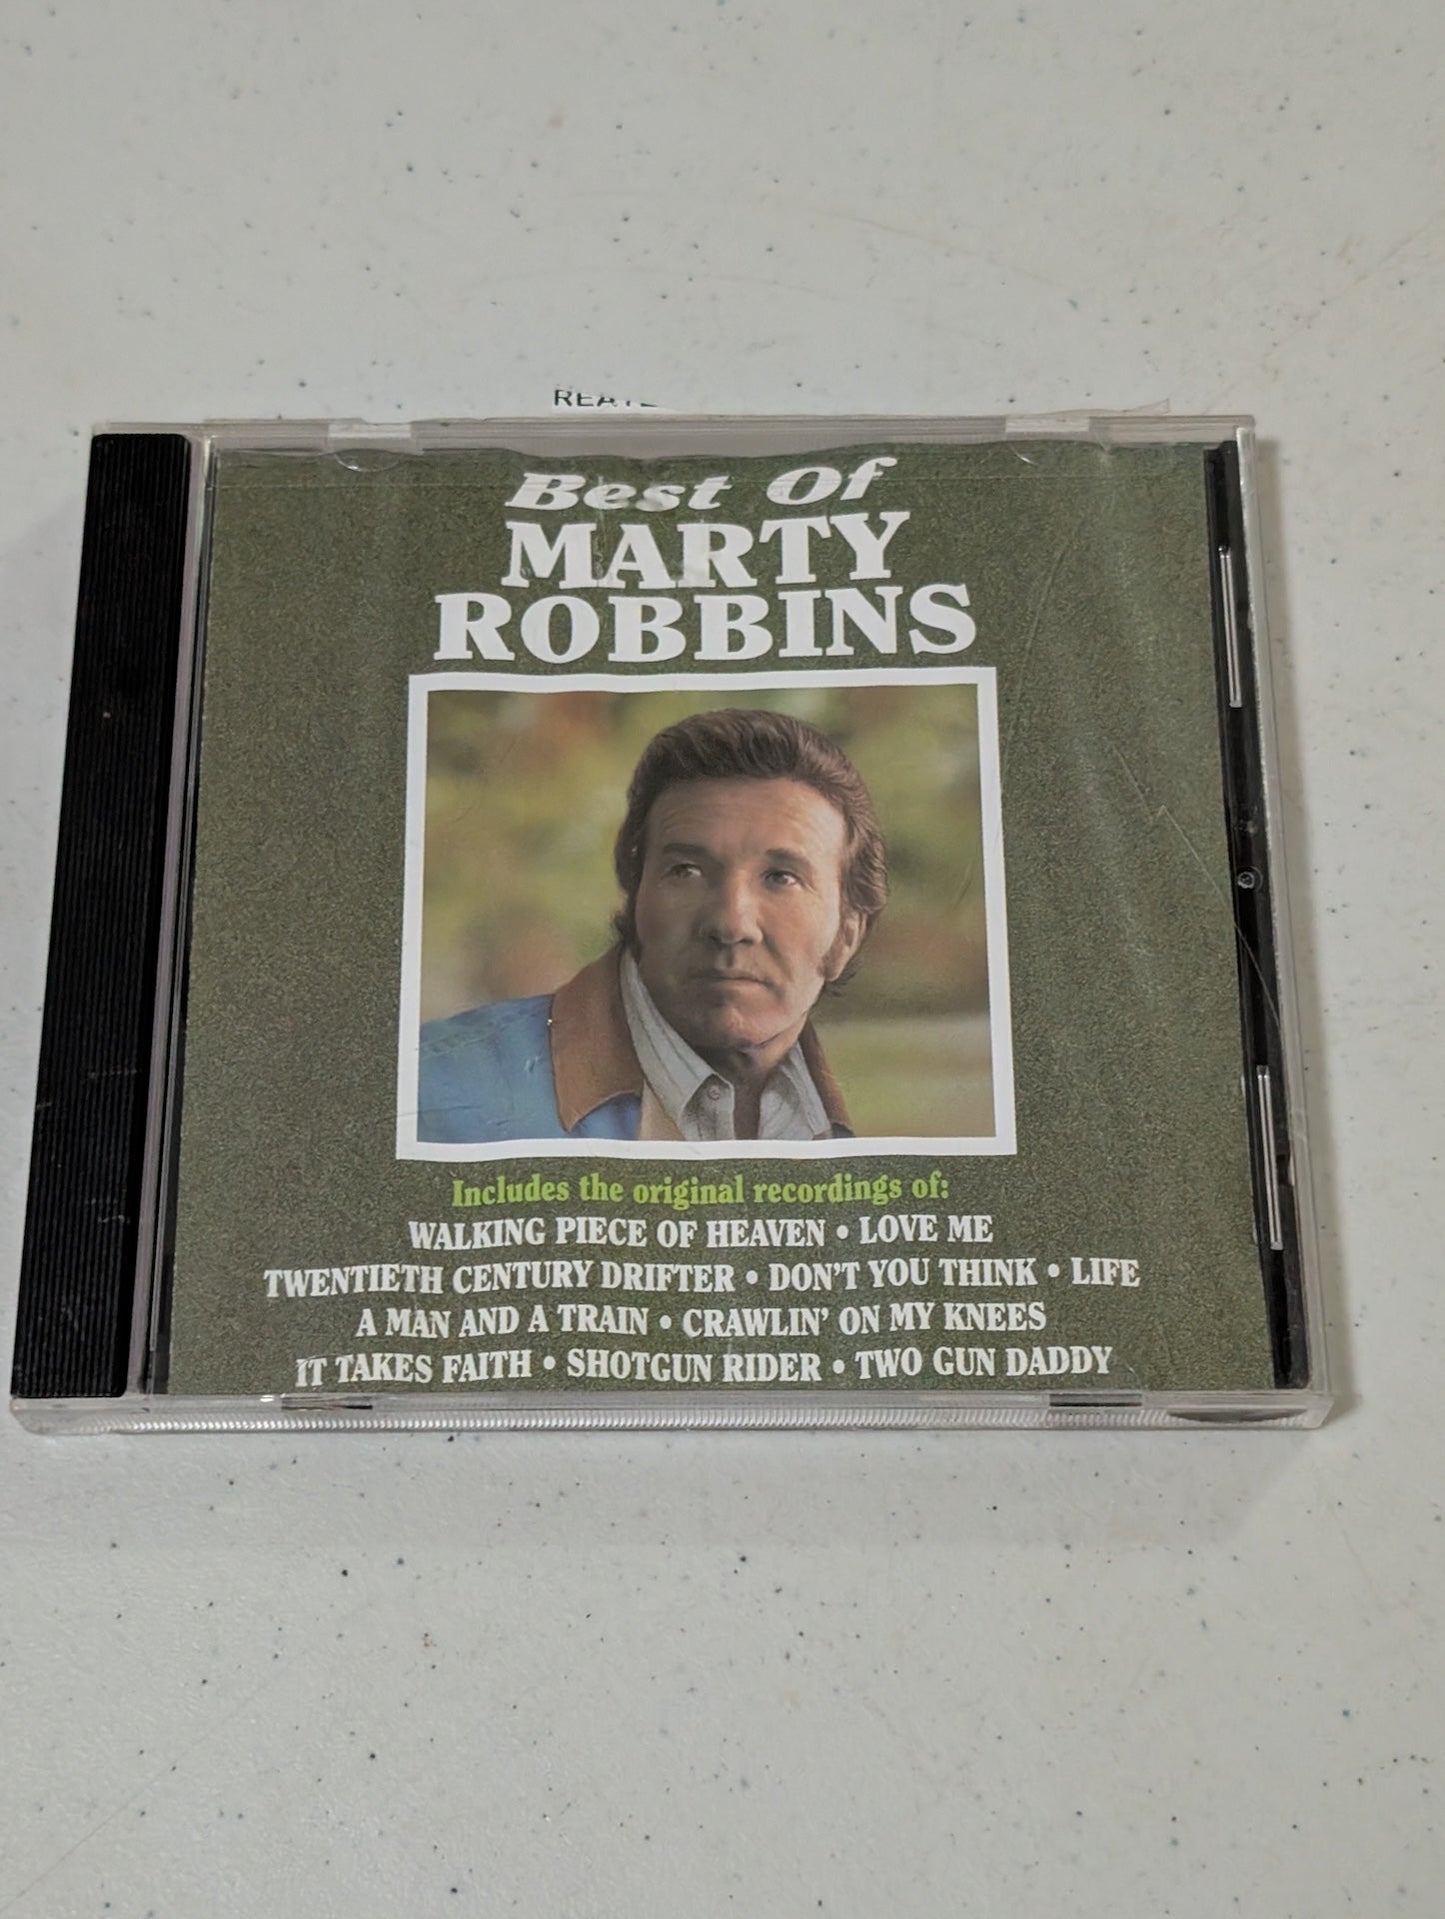 Best Of
MARTY
ROBBINS
Includes the original recordings of:
WALKING PIECE OF HEAVEN • LOVE ME
TWENTIETH CENTURY DRIFTER • DON'T YOU THINK • LIFE
A MAN AND A TRAIN • CRAWLIN' ON MY KNEES
IT TAKES FAITH • SHOTGUN RIDER • TWO GUN DADDY